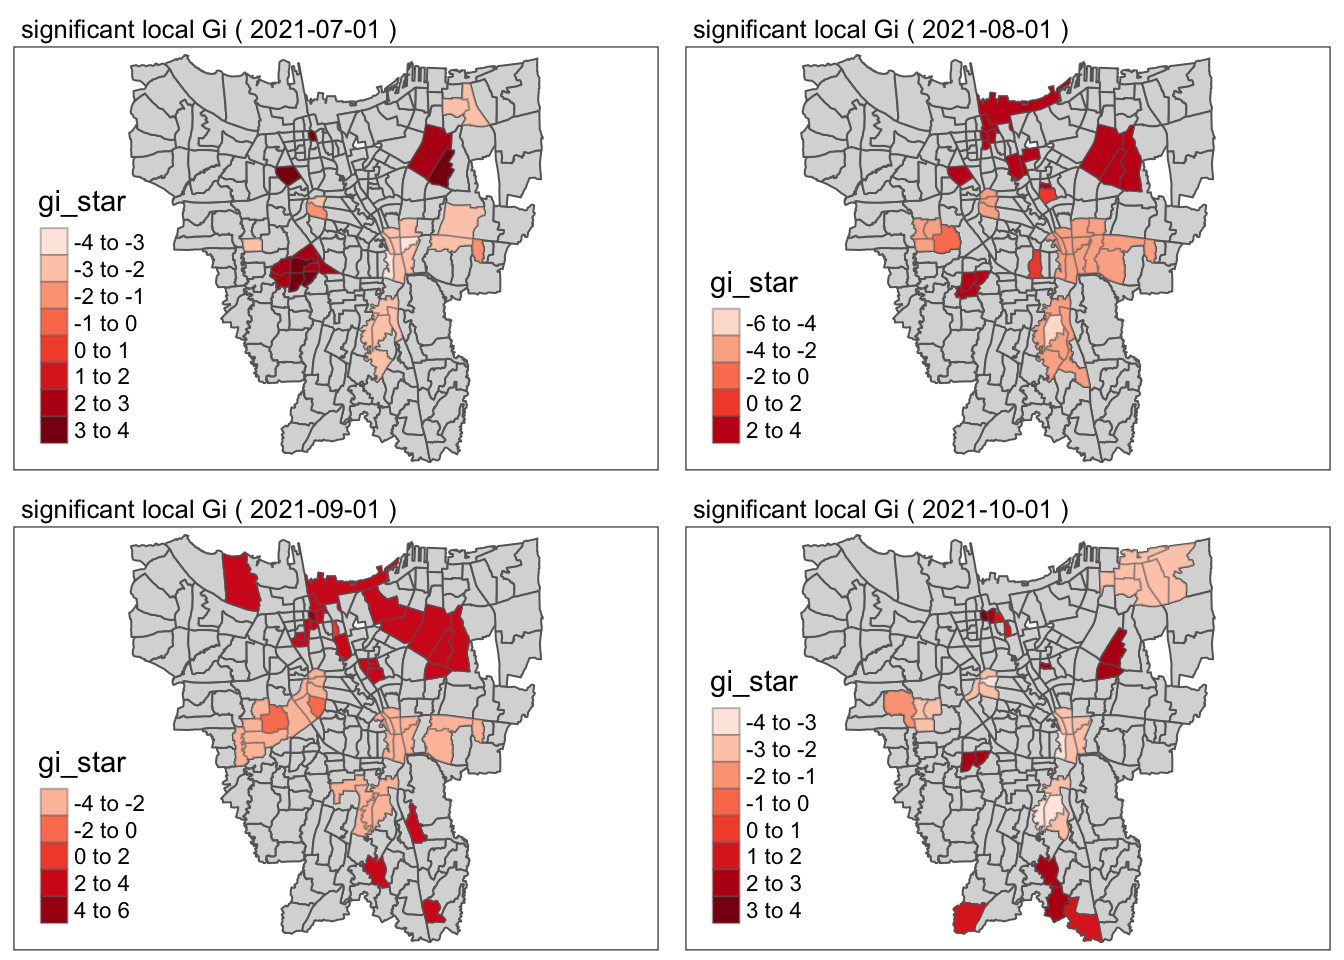 significant local Gi ( 2021-07-01 )
gi_star
-4 to -3
-3 to -2
-2 to -1
-1 to 0
0 to 1
1 to 2
2 to 3
3 to 4
significant local Gi ( 2021-08-01 )
gi_star
-6 to -4
-4 to -2
-2 to 0
0 to 2
2 to 4
significant local Gi ( 2021-09-01 )
gi_star
-4 to -2
-2 to 0
0 to 2
2 to 4
4 to 6
significant local Gi ( 2021-10-01 )
gi_star
-4 to -3
-3 to -2
-2 to -1
-1 to 0
0 to 1
1 to 2
2 to 3
3 to 4